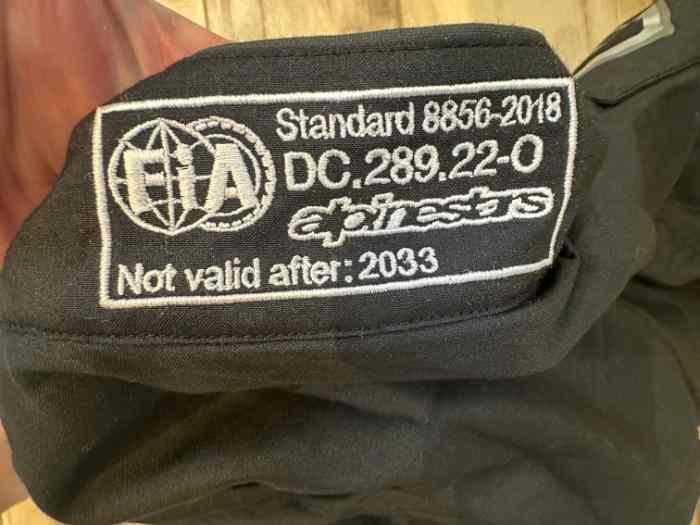 FiA
Standard 8856-2018
DC.289.22-O
alpinestars
Not valid after: 2033